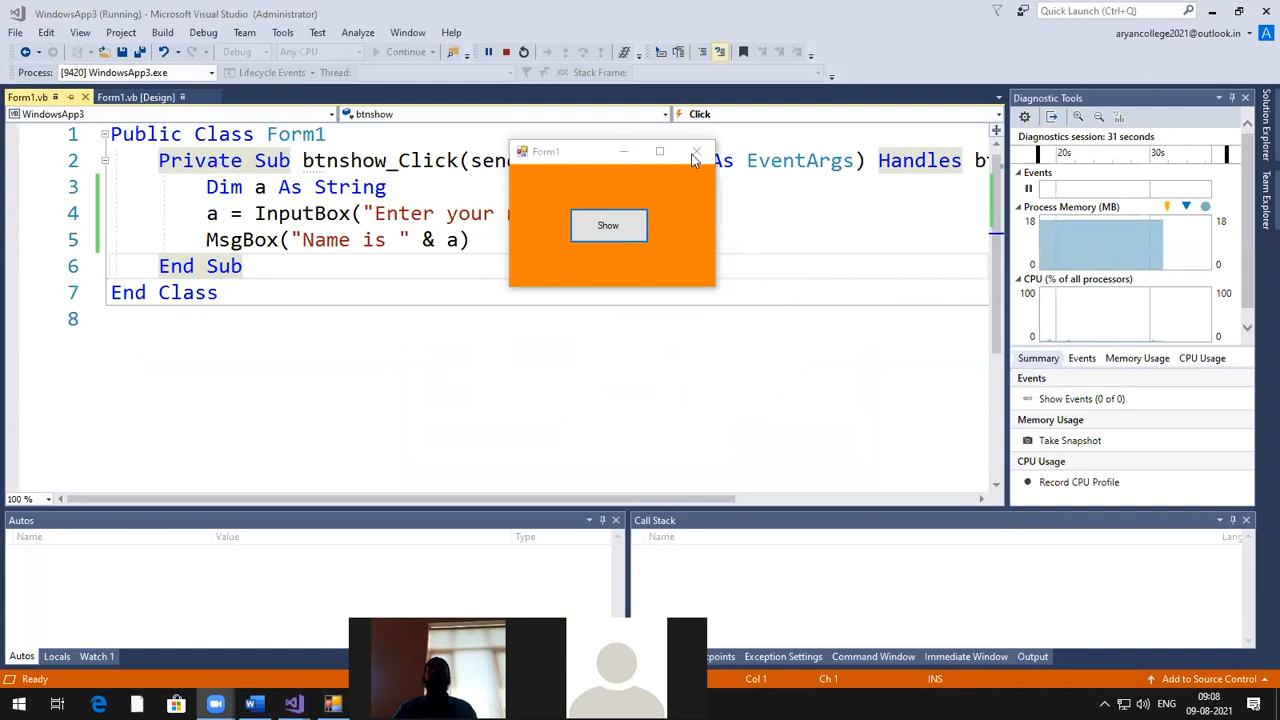 WindowsApp3 (Running) - Microsoft Visual Studio (Administrator)
Quick Launch (Ctrl+Q)
File Edit View Project Build Debug Team Tools Test Analyze Window Help
aryancollege2021@outlook.in
A
Debug Any CPU Continue
Process: [9420] WindowsApp3.exe Lifecycle Events Thread: Stack Frame:
Form1.vb Form1.vb [Design]
WindowsApp3 btnshow Click
1 Public Class Form1
2 Private Sub btnshow_Click(sen As EventArgs) Handles bt
3 Dim a As String
4 a = InputBox("Enter your
5 MsgBox("Name is " & a)
6 End Sub
7 End Class
8
Form1
Show
100 %
Diagnostic Tools
Diagnostics session: 31 seconds
20s 30s
Events
Process Memory (MB)
18 18
0 0
CPU (% of all processors)
100 100
0 0
Summary Events Memory Usage CPU Usage
Events
Show Events (0 of 0)
Memory Usage
Take Snapshot
CPU Usage
Record CPU Profile
Solution Explorer
Team Explorer
Autos
Name Value Type
Call Stack
Name Lang
Autos Locals Watch 1
Exception Settings Command Window Immediate Window Output
Ready Col 1 Ch 1 INS Add to Source Control
ENG
09:08
09-08-2021